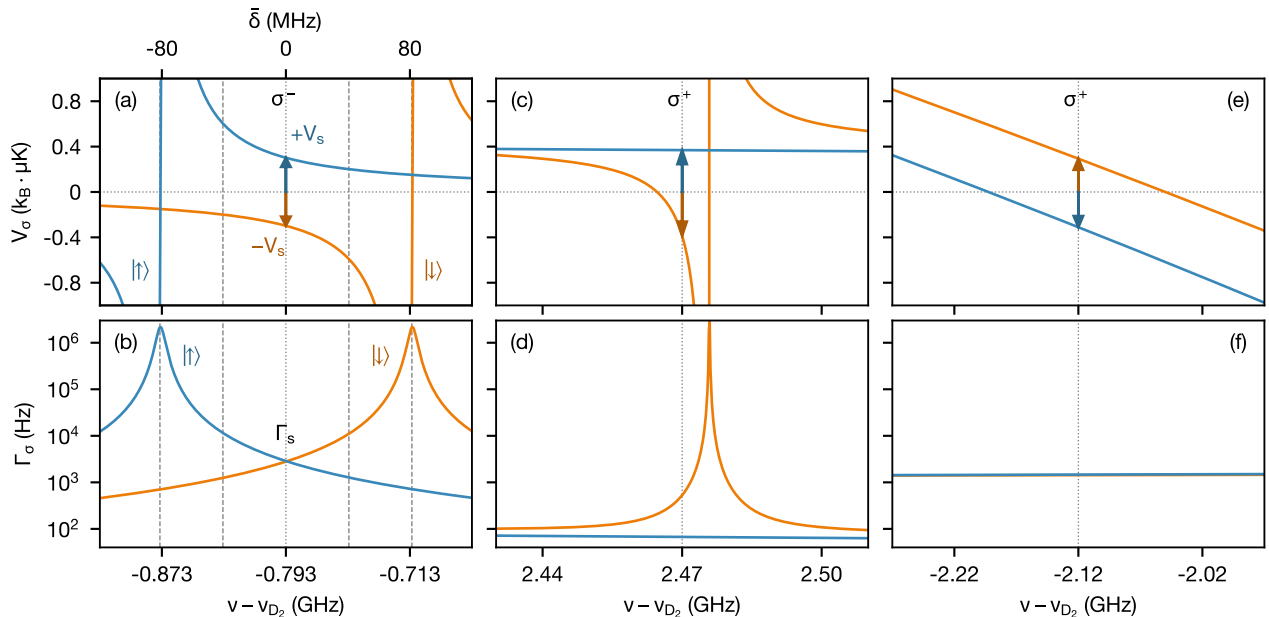 δ̄ (MHz)
-80 0 80
(a) σ⁻ (c) σ⁺ σ⁺ (e)
0.8
0.4
0
-0.4
-0.8
V_σ (k_B · μK)
+V_s
−V_s
|↑⟩ |↓⟩
(b) |↑⟩ |↓⟩ (d) (f)
Γ_s
10⁶
10⁵
10⁴
10³
10²
Γ_σ (Hz)
-0.873 -0.793 -0.713 2.44 2.47 2.50 -2.22 -2.12 -2.02
ν − ν_D₂ (GHz) ν − ν_D₂ (GHz) ν − ν_D₂ (GHz)